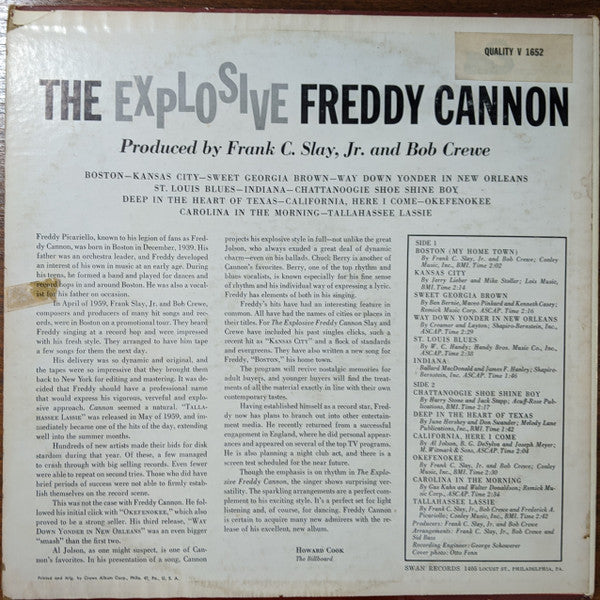 QUALITY V 1652
THE EXPLOSIVE FREDDY CANNON
Produced by Frank C. Slay, Jr. and Bob Crewe
BOSTON—KANSAS CITY—SWEET GEORGIA BROWN—WAY DOWN YONDER IN NEW ORLEANS
ST. LOUIS BLUES—INDIANA—CHATTANOOGIE SHOE SHINE BOY
DEEP IN THE HEART OF TEXAS—CALIFORNIA, HERE I COME—OKEFENOKEE
CAROLINA IN THE MORNING—TALLAHASSEE LASSIE
Freddy Picariello, known to his legion of fans as Fred-
dy Cannon, was born in Boston in December, 1939. His
father was an orchestra leader, and Freddy developed
an interest of his own in music at an early age. During
his teens, he formed a band and played for dances and
record hops in and around Boston. He was also a vocal-
ist for his father on occasion.
In April of 1959, Frank Slay, Jr. and Bob Crewe,
composers and producers of many hit songs and rec-
ords, were in Boston on a promotional tour. They heard
Freddy singing at a record hop and were impressed
with his fresh style. They arranged to have him tape
a few songs for them the next day.
His delivery was so dynamic and original, and
the tapes were so impressive that they brought them
back to New York for editing and mastering. It was de-
cided that Freddy should have a professional name
that would express his vigorous, verveful and explo-
sive approach. Cannon seemed a natural. "TALLA-
HASSEE LASSIE" was released in May of 1959, and im-
mediately became one of the hits of the day, extending
well into the summer months.
Hundreds of new artists made their bids for disk
stardom during that year. Of these, a few managed
to crash through with big selling records. Even fewer
were able to repeat on second tries. Those who did have
brief periods of success were not able to firmly establish
themselves on the record scene.
This was not the case with Freddy Cannon. He fol-
lowed his initial click with "OKEFENOKEE," which also
proved to be a strong seller. His third release, "WAY
DOWN YONDER IN NEW ORLEANS" was an even bigger
"smash" than the first two.
Al Jolson, as one might suspect, is one of Can-
non's favorites. In his presentation of a song, Cannon
projects his explosive style in full—not unlike the great
Jolson, who always exuded a great deal of dynamic
charm—even on his ballads. Chuck Berry is another of
Cannon's favorites. Berry, one of the top rhythm and
blues vocalists, is known especially for his fine sense
of rhythm and his individual way of expressing a lyric.
Freddy has elements of both in his singing.
Freddy's hits have had an interesting feature in
common. All have had the names of cities or places in
their titles. For The Explosive Freddy Cannon Slay and
Crewe have included his past singles clicks, such a
recent hit as "KANSAS CITY" and a flock of standards
and evergreens. They have also written a new song for
Freddy, "BOSTON," his home town.
The program will revive nostalgic memories for
adult buyers, and younger buyers will find the treat-
ments of all the material exactly in line with their own
contemporary tastes.
Having established himself as a record star, Fred-
dy now has plans to branch out into other entertain-
ment media. He recently returned from a successful
engagement in England, where he did personal appear-
ances and appeared on several of the top TV programs.
He is also planning a night club act, and there is a
screen test scheduled for the near future.
Though the emphasis is on rhythm in The Explo-
sive Freddy Cannon, the singer shows surprising ver-
satility. The sparkling arrangements are a perfect com-
plement to his exciting style. It's a perfect set for light
listening and, of course, for dancing. Freddy Cannon is
certain to acquire many new admirers with the re-
lease of his excellent, new album.
HOWARD COOK
The Billboard
SIDE 1
BOSTON (MY HOME TOWN)
By Frank C. Slay, Jr. and Bob Crewe; Conley
Music, Inc., BMI. Time 2:02
KANSAS CITY
By Jerry Leiber and Mike Stoller; Lois Music,
BMI. Time 2:14
SWEET GEORGIA BROWN
By Ben Bernie, Maceo Pinkard and Kenneth Casey;
Remick Music Corp. ASCAP. Time 2:16
WAY DOWN YONDER IN NEW ORLEANS
By Creamer and Layton; Shapiro-Bernstein, Inc.,
ASCAP. Time 2:29
ST. LOUIS BLUES
By W. C. Handy; Handy Bros. Music Co., Inc.
ASCAP. Time 2:38
INDIANA
Ballard MacDonald and James F. Hanley; Shapiro-
Bernstein, Inc. ASCAP. Time 1:46
SIDE 2
CHATTANOOGIE SHOE SHINE BOY
By Harry Stone and Jack Stapp; Acuff-Rose Pub-
lications, BMI. Time 2:17
DEEP IN THE HEART OF TEXAS
By June Hershey and Don Swander; Melody Lane
Publications, Inc., BMI. Time 1:42
CALIFORNIA, HERE I COME
By Al Jolson, B. G. DeSylva and Joseph Meyer;
M. Witmark & Sons, ASCAP. Time 2:04
OKEFENOKEE
By Frank C. Slay, Jr. and Bob Crewe; Conley
Music, Inc., BMI. Time 2:30
CAROLINA IN THE MORNING
By Gus Kahn and Walter Donaldson; Remick Mu-
sic Corp., ASCAP. Time 2:34
TALLAHASSEE LASSIE
By Frank C. Slay, Jr., Bob Crewe and Frederick A.
Picariello; Conley Music, Inc., BMI. Time 2:42
Producers: Frank C. Slay, Jr. and Bob Crewe
Arrangements: Frank C. Slay, Jr., Bob Crewe and
Sid Bass
Recording Engineer: George Schowerer
Cover photo: Otto Fenn
Printed and Mfg. by Crown Album Corp., Phila. 41, Pa., U.S.A.
SWAN RECORDS 1405 LOCUST ST., PHILADELPHIA, PA.